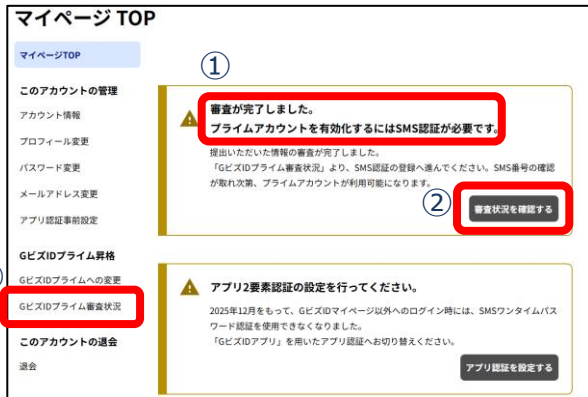 マイページ TOP
マイページTOP
このアカウントの管理
アカウント情報
プロフィール変更
パスワード変更
メールアドレス変更
アプリ認証事前設定
GビズIDプライム昇格
GビズIDプライムへの変更
GビズIDプライム審査状況
このアカウントの退会
退会
①
審査が完了しました。
プライムアカウントを有効化するにはSMS認証が必要です。
提出いただいた情報の審査が完了しました。
「GビズIDプライム審査状況」より、SMS認証の登録へ進んでください。SMS番号の確認
が取れ次第、プライムアカウントが利用可能になります。
②
審査状況を確認する
アプリ2要素認証の設定を行ってください。
2025年12月をもって、GビズIDマイページ以外へのログイン時には、SMSワンタイムパス
ワード認証を使用できなくなりました。
「GビズIDアプリ」を用いたアプリ認証へお切り替えください。
アプリ認証を設定する